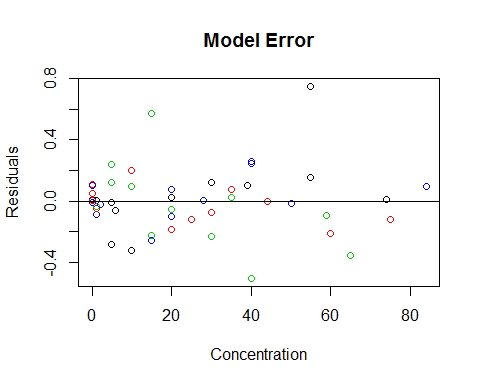 Model Error
Residuals
0.8
0.4
0.0
-0.4
0 20 40 60 80
Concentration